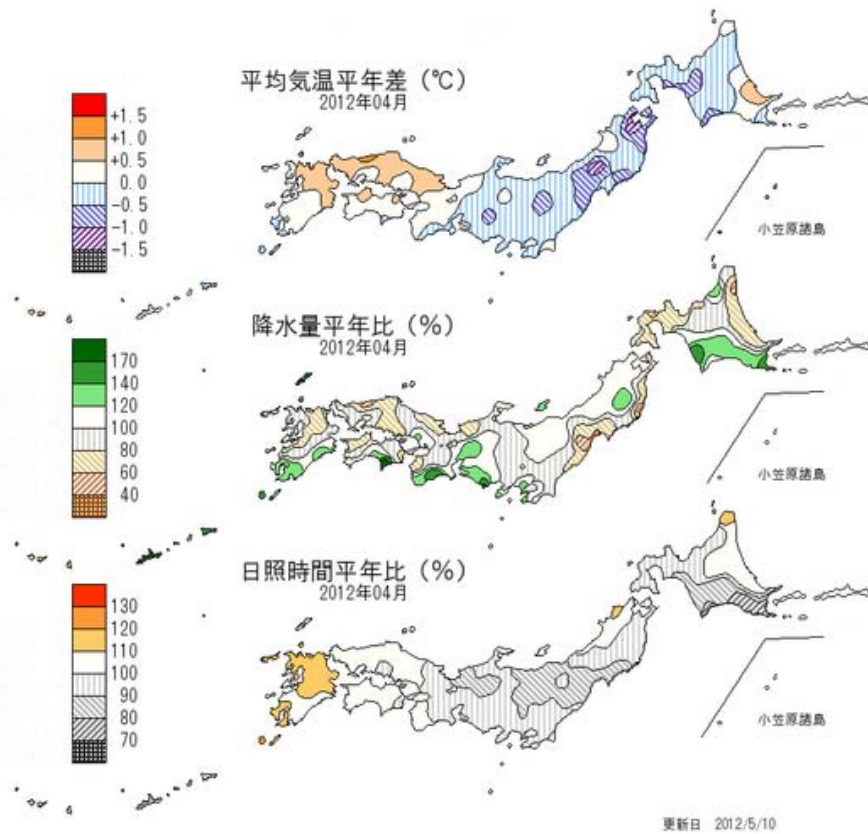 平均気温平年差（℃）
2012年04月
+1.5
+1.0
+0.5
0.0
-0.5
-1.0
-1.5
小笠原諸島
降水量平年比（%）
2012年04月
170
140
120
100
80
60
40
小笠原諸島
日照時間平年比（%）
2012年04月
130
120
110
100
90
80
70
小笠原諸島
更新日 2012/5/10